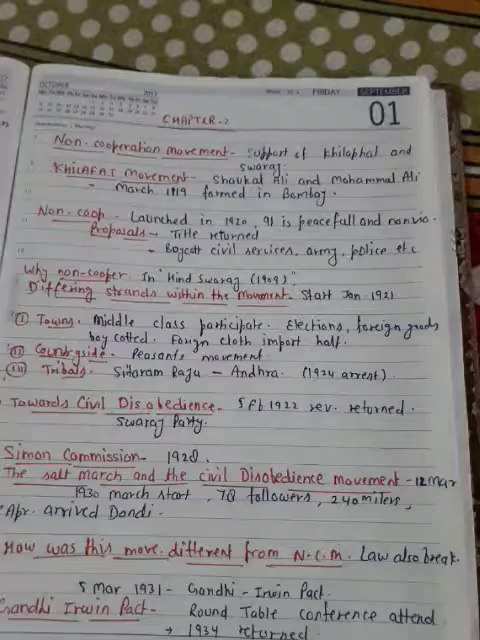 OCTOBER 2017
FRIDAY SEPTEMBER
01
CHAPTER-2
Non-cooperation movement - Support of Khilaphal and
swaraj.
KHILAFAT Movement - Shaukat Ali and Mohammal Ali
- March 1919 formed in Bombay.
Non-coop - Launched in 1920, It is peacefull and nonvio.
Proposals - Title returned
- Boycott civil services, army, police etc
Why non-cooper. In "Hind Swaraj (1909)"
Differing strands within the movement - Start Jan. 1921
(i) Towns. Middle class participate. Elections, foreign goods
boycotted. Forign cloth import half.
(ii) Countryside - Peasants movement
(iii) Tribals. Sitaram Raju - Andhra. (1924 arrest)
Towards Civil Disobedience - 5 Fb 1922 rev. returned.
Swaraj Party.
Simon Commission - 1928.
The salt march and the civil Disobedience movement - 12 Mar
1930 march start, 78 followers, 240 milers,
Apr. arrived Dandi.
How was this move. different from N.C.M. Law also break.
5 Mar 1931 - Gandhi - Irwin Pact.
Gandhi Irwin Pact - Round Table conference attend
→ 1934 returned